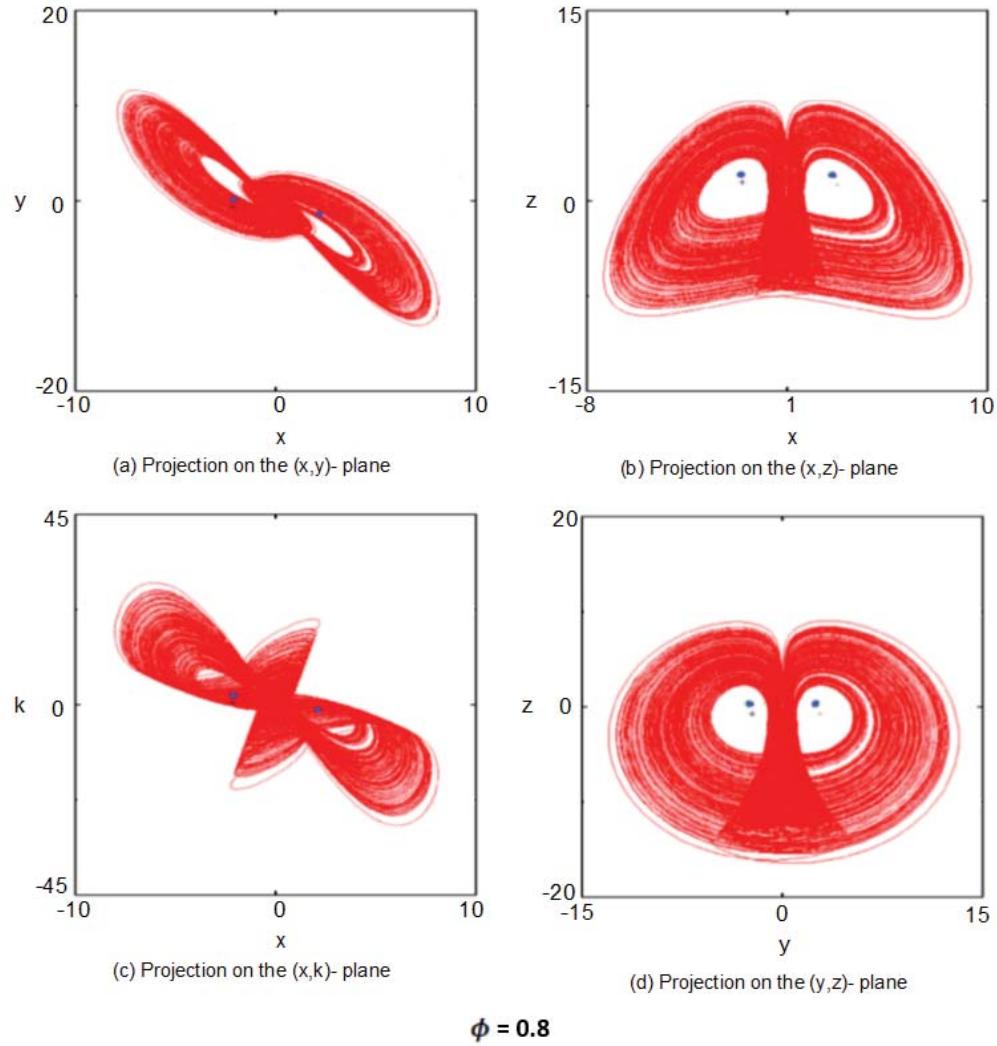 20
y 0
-20
-10 0 10
x
(a) Projection on the (x,y)- plane
15
z 0
-15
-8 1 10
x
(b) Projection on the (x,z)- plane
45
k 0
-45
-10 0 10
x
(c) Projection on the (x,k)- plane
20
z 0
-20
-15 0 15
y
(d) Projection on the (y,z)- plane
ϕ = 0.8